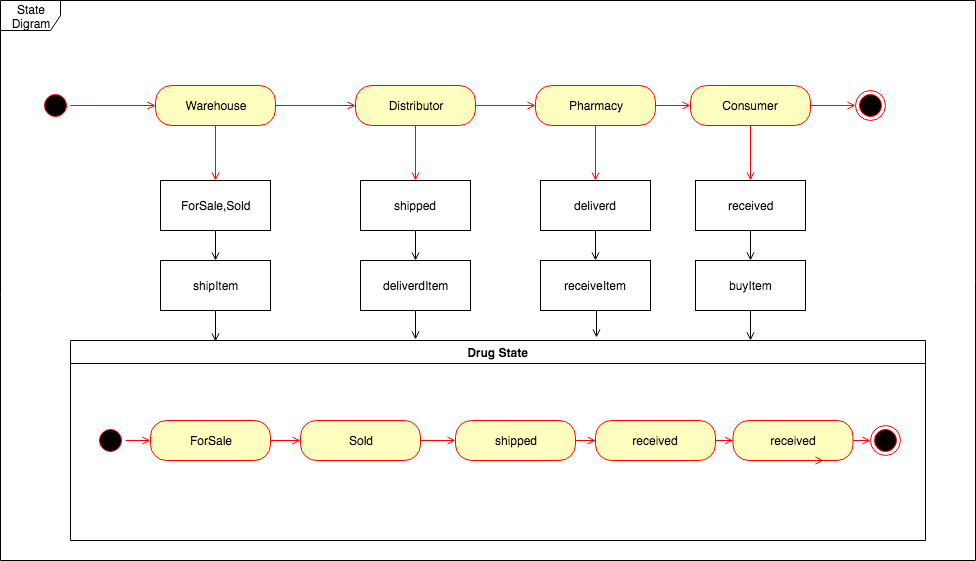 State
Digram
Warehouse
Distributor
Pharmacy
Consumer
ForSale,Sold
shipped
deliverd
received
shipItem
deliverdItem
receiveItem
buyItem
Drug State
ForSale
Sold
shipped
received
received